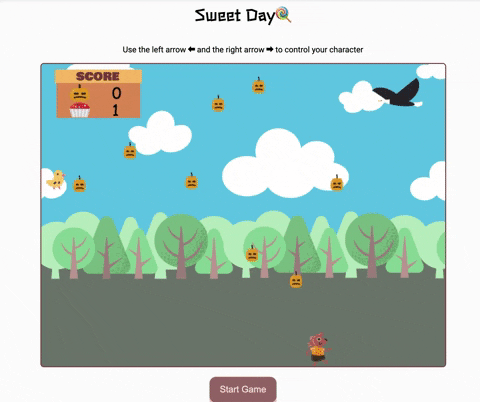 Sweet Day🍭
Use the left arrow ⬅ and the right arrow ➡ to control your character
SCORE
0
1
Start Game